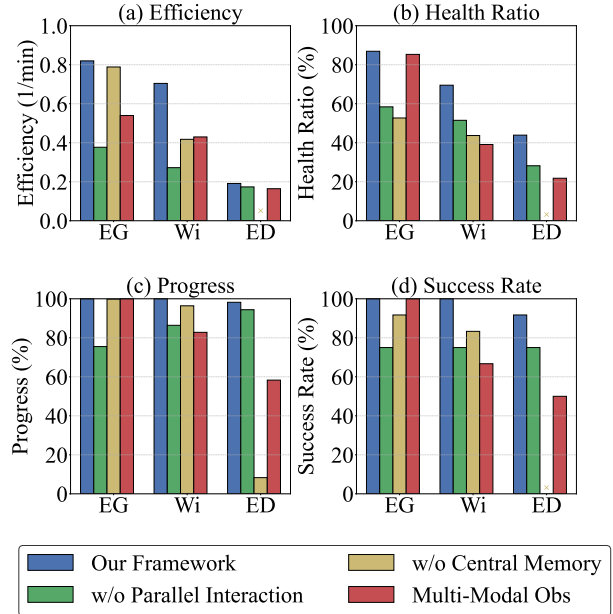 (a) Efficiency
Efficiency (1/min)
1.0
0.8
0.6
0.4
0.2
0.0
EG Wi ED
(b) Health Ratio
Health Ratio (%)
100
80
60
40
20
0
EG Wi ED
(c) Progress
Progress (%)
100
80
60
40
20
0
EG Wi ED
(d) Success Rate
Success Rate (%)
100
80
60
40
20
0
EG Wi ED
Our Framework
w/o Parallel Interaction
w/o Central Memory
Multi-Modal Obs